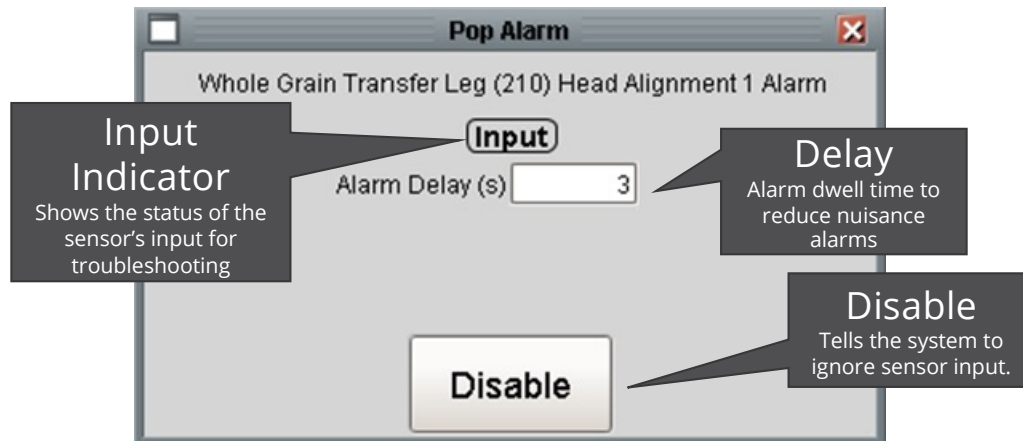 Pop Alarm
Whole Grain Transfer Leg (210) Head Alignment 1 Alarm
Input
Indicator
Shows the status of the
sensor's input for
troubleshooting
Input
Alarm Delay (s) 3
Delay
Alarm dwell time to
reduce nuisance
alarms
Disable
Tells the system to
ignore sensor input.
Disable